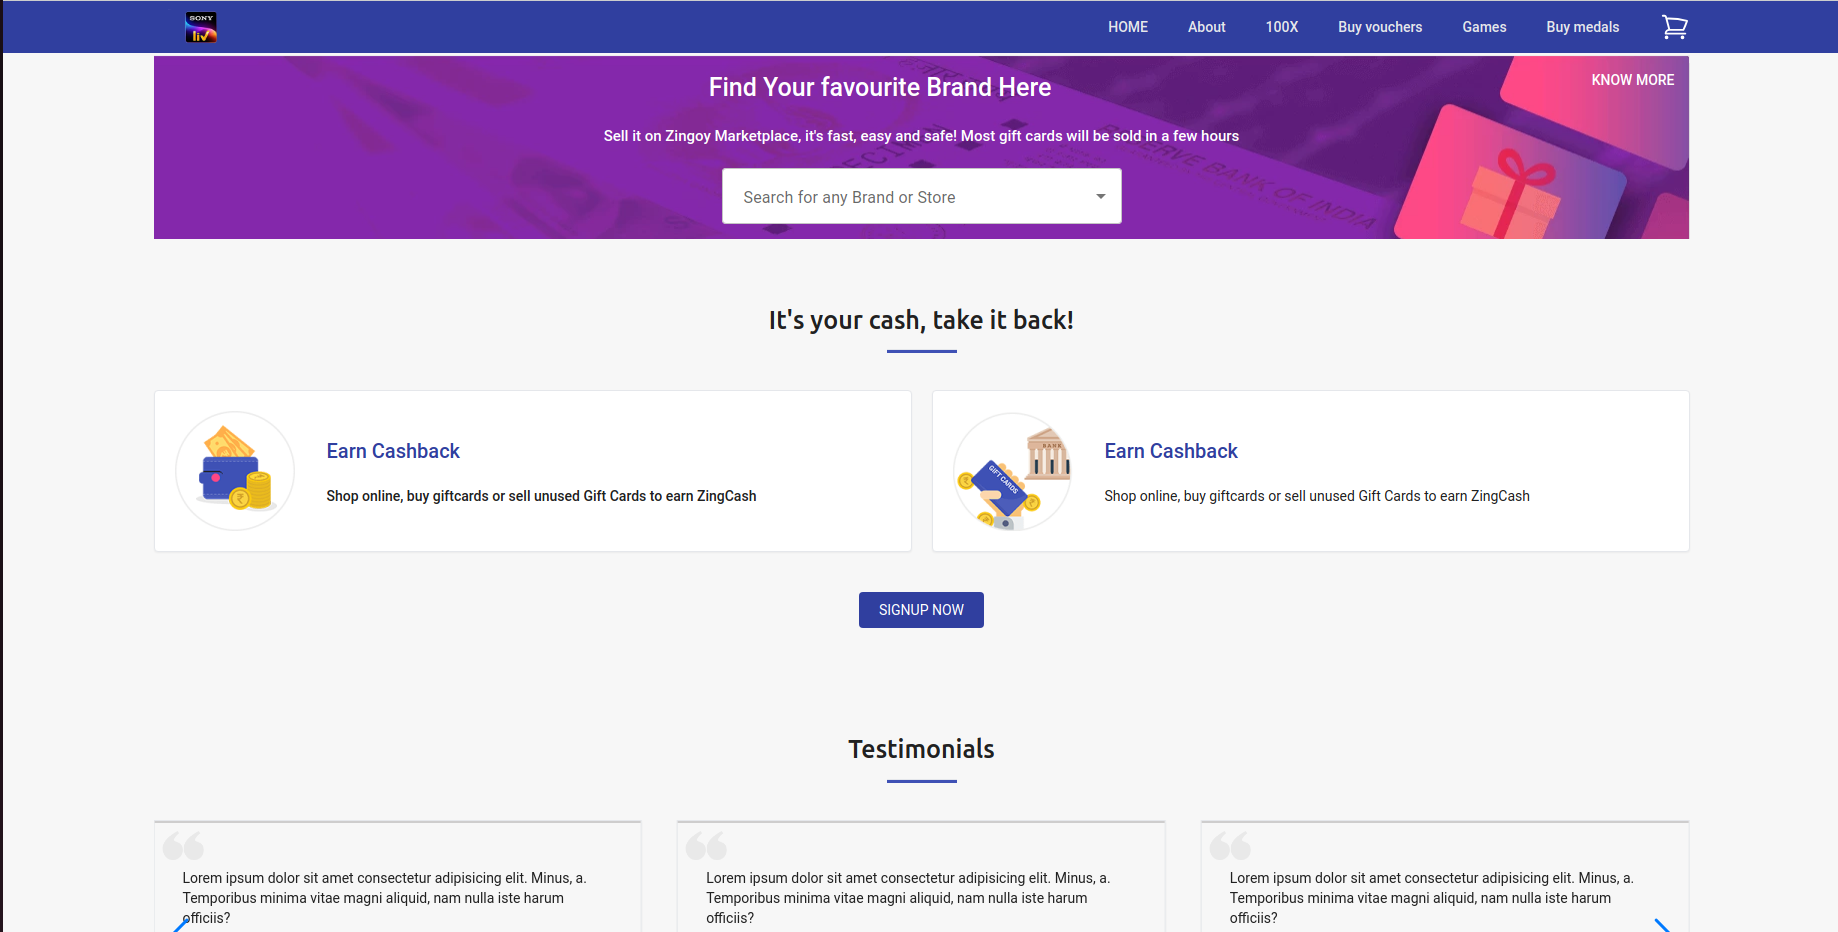 SONY
liv
HOME About 100X Buy vouchers Games Buy medals
Find Your favourite Brand Here
KNOW MORE
Sell it on Zingoy Marketplace, it's fast, easy and safe! Most gift cards will be sold in a few hours
Search for any Brand or Store
RESERVE BANK OF INDIA
It's your cash, take it back!
Earn Cashback
Shop online, buy giftcards or sell unused Gift Cards to earn ZingCash
BANK
GIFT CARDS
Earn Cashback
Shop online, buy giftcards or sell unused Gift Cards to earn ZingCash
SIGNUP NOW
Testimonials
Lorem ipsum dolor sit amet consectetur adipisicing elit. Minus, a.
Temporibus minima vitae magni aliquid, nam nulla iste harum
officiis?
Lorem ipsum dolor sit amet consectetur adipisicing elit. Minus, a.
Temporibus minima vitae magni aliquid, nam nulla iste harum
officiis?
Lorem ipsum dolor sit amet consectetur adipisicing elit. Minus, a.
Temporibus minima vitae magni aliquid, nam nulla iste harum
officiis?